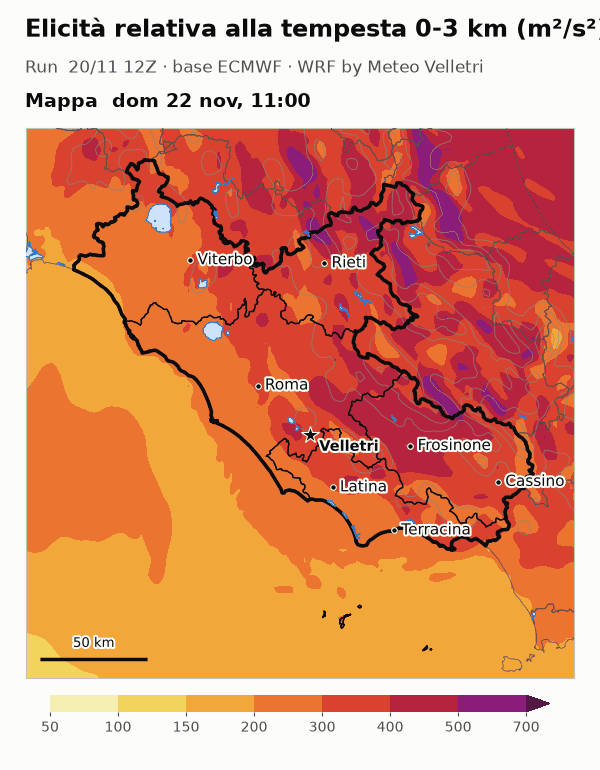 Elicità relativa alla tempesta 0-3 km (m²/s²)
Run 20/11 12Z · base ECMWF · WRF by Meteo Velletri
Mappa dom 22 nov, 11:00
Viterbo
Rieti
Roma
Velletri
Frosinone
Latina
Cassino
Terracina
50 km
50 100 150 200 300 400 500 700